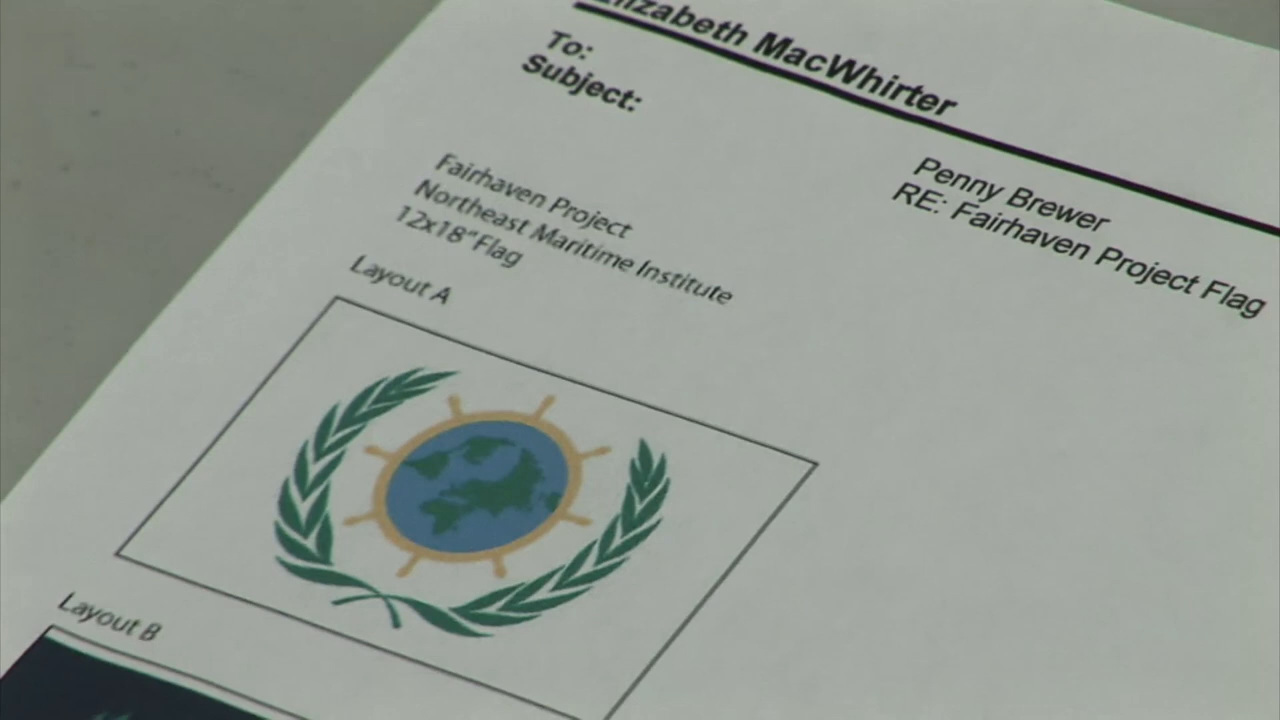 Elizabeth MacWhirter
To:
Penny Brewer
Subject:
RE: Fairhaven Project Flag
Fairhaven Project
Northeast Maritime Institute
12x18" Flag
Layout A
Layout B